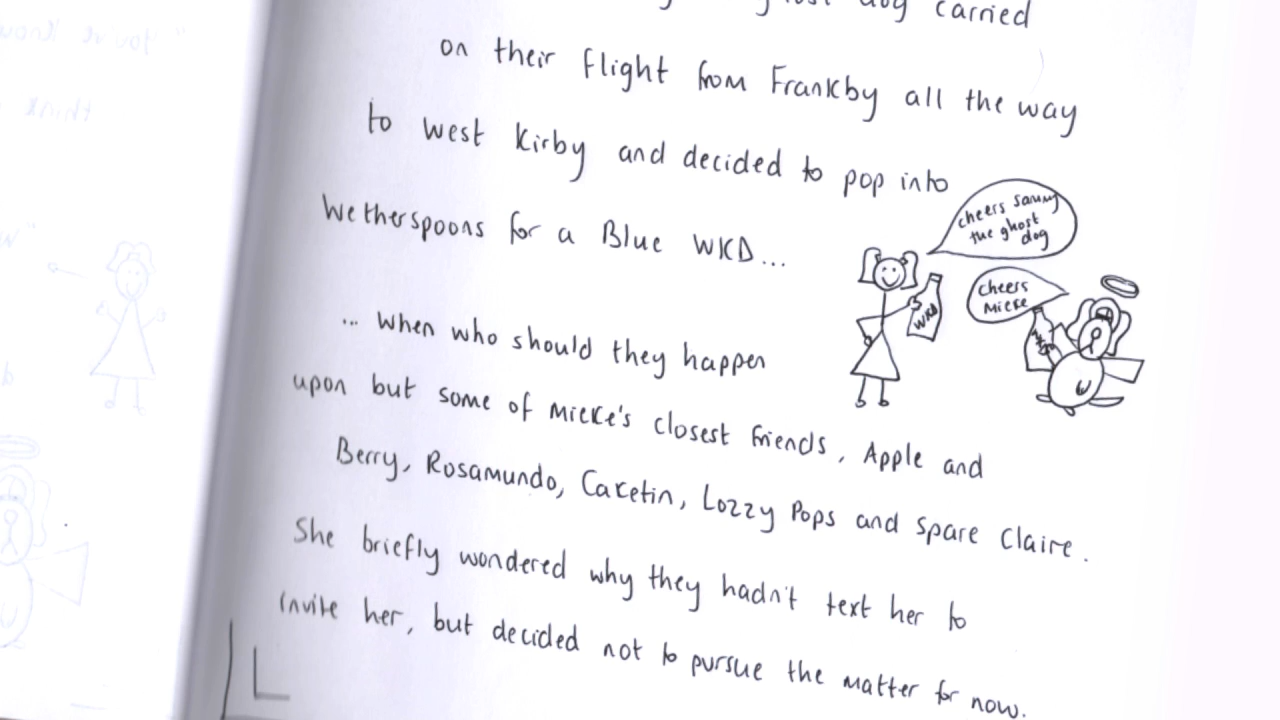 dog carried
on their flight from Frankby all the way
to west Kirby and decided to pop into
Wetherspoons for a Blue WKD...
cheers sammy
the ghost
dog
cheers
Mieke
WKD
... when who should they happen
upon but some of Mieke's closest friends, Apple and
Berry, Rosamundo, Caketin, Lozzy Pops and spare Claire.
She briefly wondered why they hadn't text her to
invite her, but decided not to pursue the matter for now.